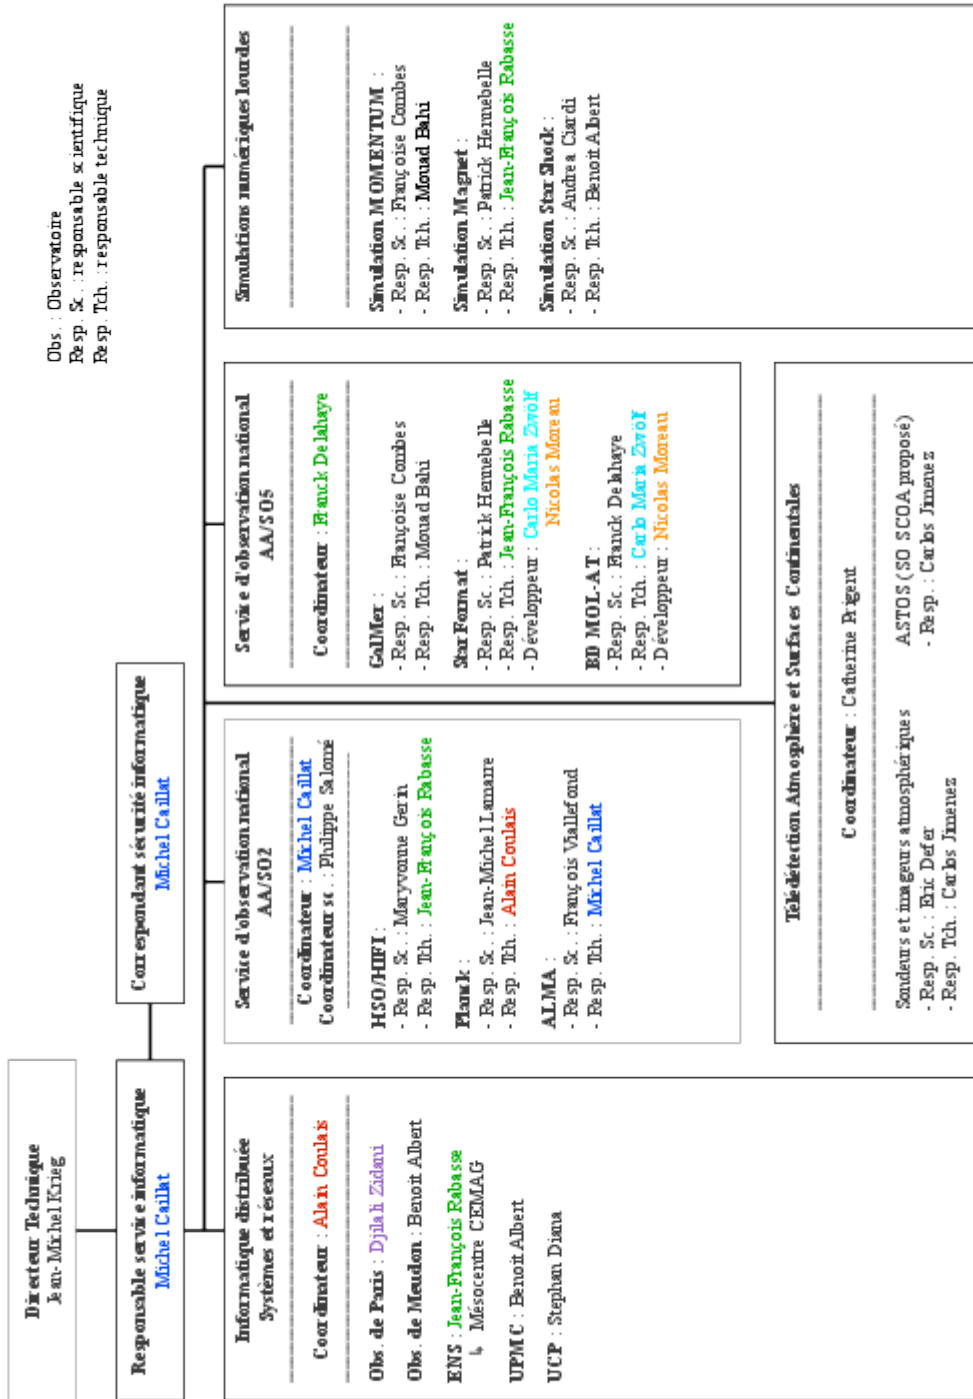 Directeur Technique
Jean-Michel Krieg
Responsable service informatique
Michel Caillat
Correspondant sécurité informatique
Michel Caillat
Obs. : Observatoire
Resp. Sc. : responsable scientifique
Resp. Tch. : responsable technique
Informatique distribuée
Systèmes et réseaux
Coordinateur : Alain Coulais
Obs. de Paris : Djilali Zidani
Obs. de Meudon : Benoit Albert
ENS : Jean-François Rabasse
↳ Mésocentre CEMAG
UPMC : Benoit Albert
UCP : Stephan Diana
Service d'observation national
AA/SO2
Coordinateur : Michel Caillat
Coordinateur sc. : Philippe Salomé
HSO/HIFI :
- Resp. Sc. : Maryvonne Gerin
- Resp. Tch. : Jean-François Rabasse
Planck :
- Resp. Sc. : Jean-Michel Lamarre
- Resp. Tch. : Alain Coulais
ALMA :
- Resp. Sc. : François Viallefond
- Resp. Tch. : Michel Caillat
Service d'observation national
AA/SO5
Coordinateur : Franck Delahaye
GalMer :
- Resp. Sc. : Françoise Combes
- Resp. Tch. : Mouad Bahi
StarFormat :
- Resp. Sc. : Patrick Hennebelle
- Resp. Tch. : Jean-François Rabasse
- Développeur : Carlo Maria Zwölf
Nicolas Moreau
BD MOL-AT :
- Resp. Sc. : Franck Delahaye
- Resp. Tch. : Carlo Maria Zwölf
- Développeur : Nicolas Moreau
Simulations numériques lourdes
Simulation MOMENTUM :
- Resp. Sc. : Françoise Combes
- Resp. Tch. : Mouad Bahi
Simulation Magnet :
- Resp. Sc. : Patrick Hennebelle
- Resp. Tch. : Jean-François Rabasse
Simulation Star Shock :
- Resp. Sc. : Andrea Ciardi
- Resp. Tch. : Benoit Albert
Télédétection Atmosphère et Surfaces Continentales
Coordinateur : Catherine Prigent
Sondeurs et imageurs atmosphériques
- Resp. Sc. : Eric Defer
- Resp. Tch. : Carlos Jimenez
ASTOS (SO SCOA proposé)
- Resp. : Carlos Jimenez